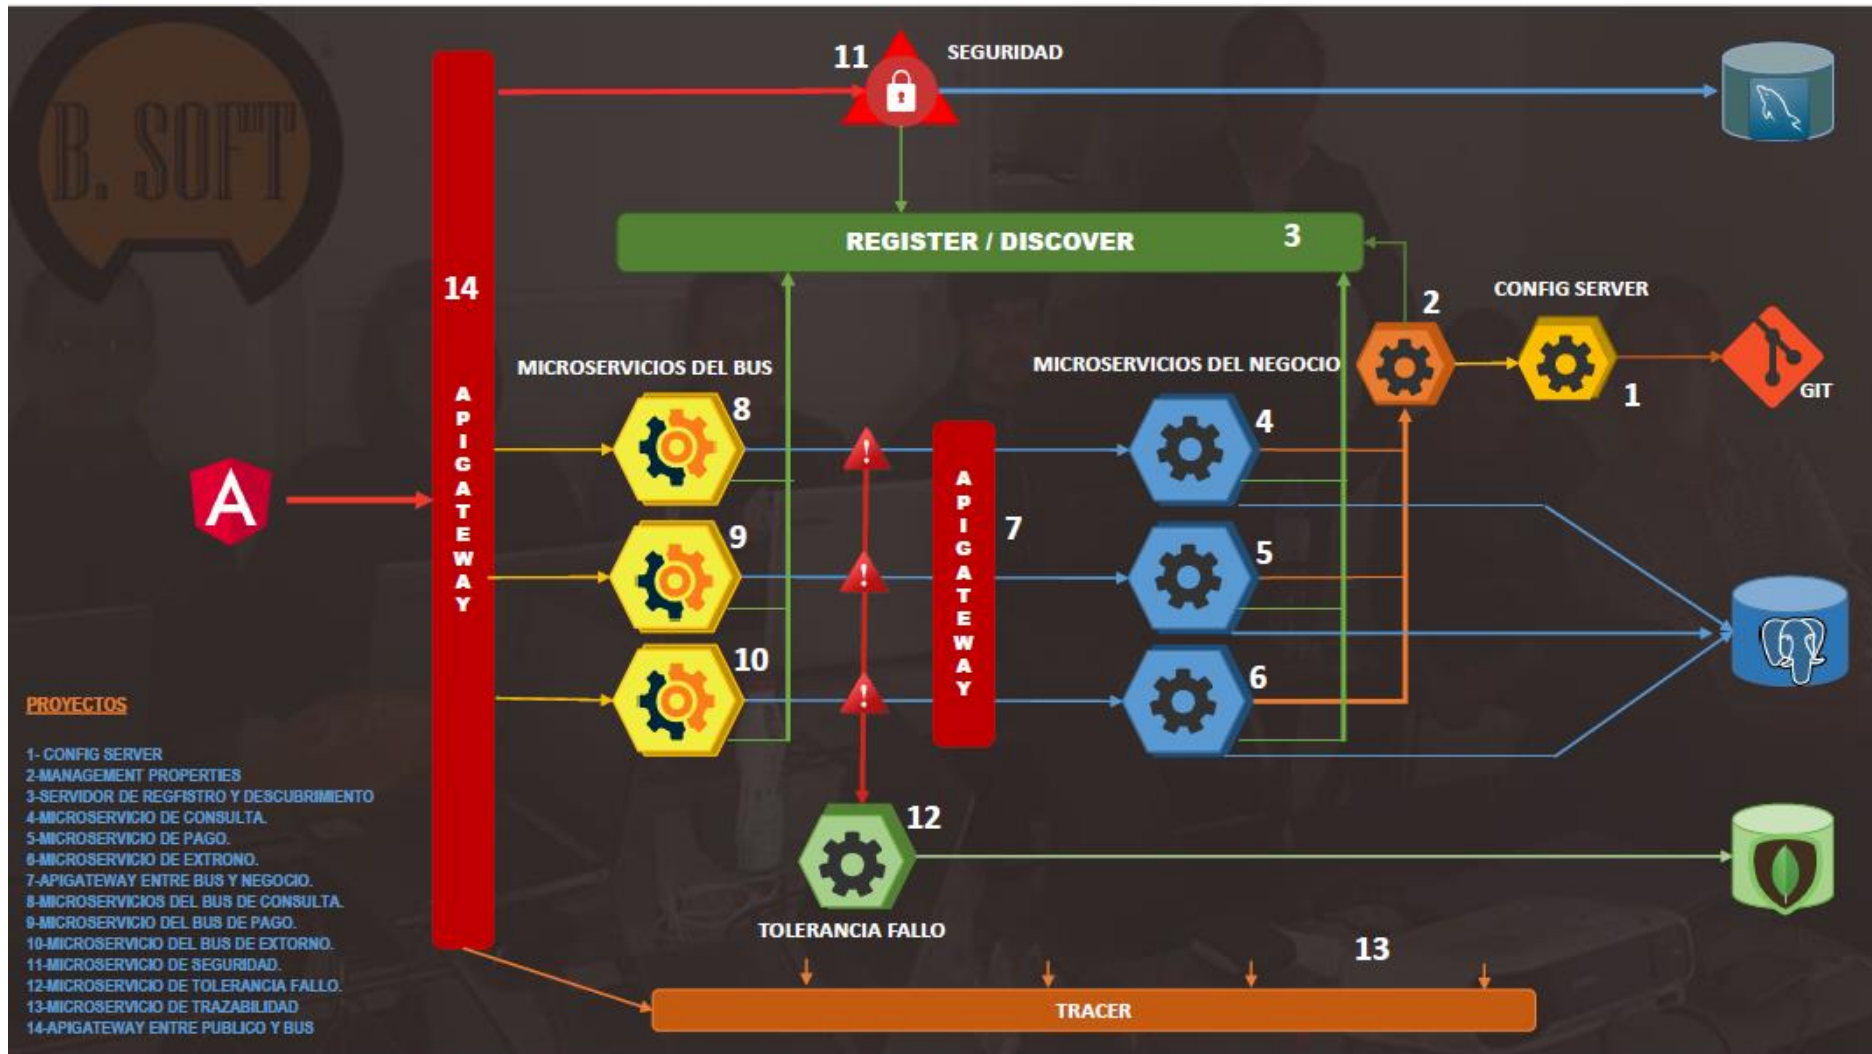 B. SOFT
11
SEGURIDAD
REGISTER / DISCOVER
3
14
APIGATEWAY
CONFIG SERVER
2
1
GIT
MICROSERVICIOS DEL BUS
MICROSERVICIOS DEL NEGOCIO
8
4
9
5
10
6
APIGATEWAY
7
12
TOLERANCIA FALLO
13
TRACER
PROYECTOS
1- CONFIG SERVER
2-MANAGEMENT PROPERTIES
3-SERVIDOR DE REGFISTRO Y DESCUBRIMIENTO
4-MICROSERVICIO DE CONSULTA.
5-MICROSERVICIO DE PAGO.
6-MICROSERVICIO DE EXTRONO.
7-APIGATEWAY ENTRE BUS Y NEGOCIO.
8-MICROSERVICIOS DEL BUS DE CONSULTA.
9-MICROSERVICIO DEL BUS DE PAGO.
10-MICROSERVICIO DEL BUS DE EXTORNO.
11-MICROSERVICIO DE SEGURIDAD.
12-MICROSERVICIO DE TOLERANCIA FALLO.
13-MICROSERVICIO DE TRAZABILIDAD
14-APIGATEWAY ENTRE PUBLICO Y BUS